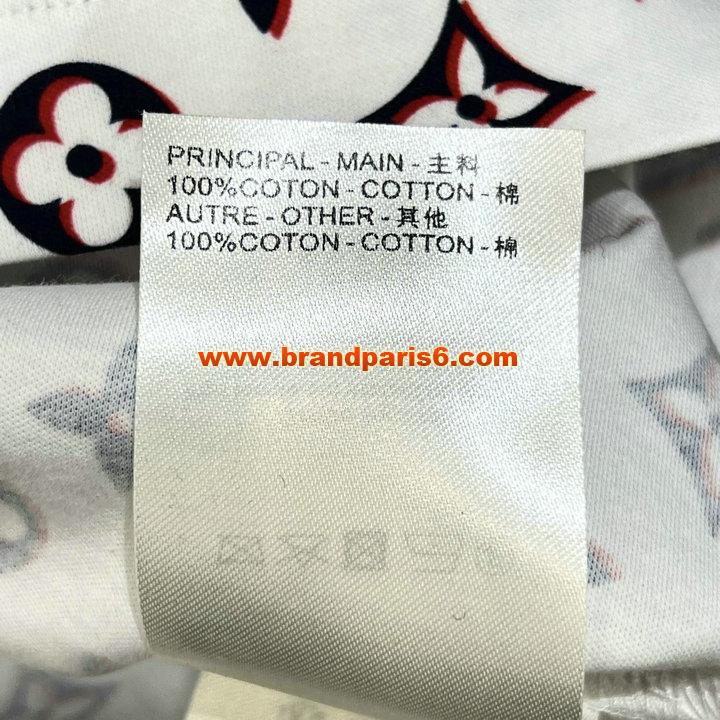 PRINCIPAL - MAIN - 主料
100%COTON - COTTON - 棉
AUTRE - OTHER - 其他
100%COTON - COTTON - 棉
www.brandparis6.com